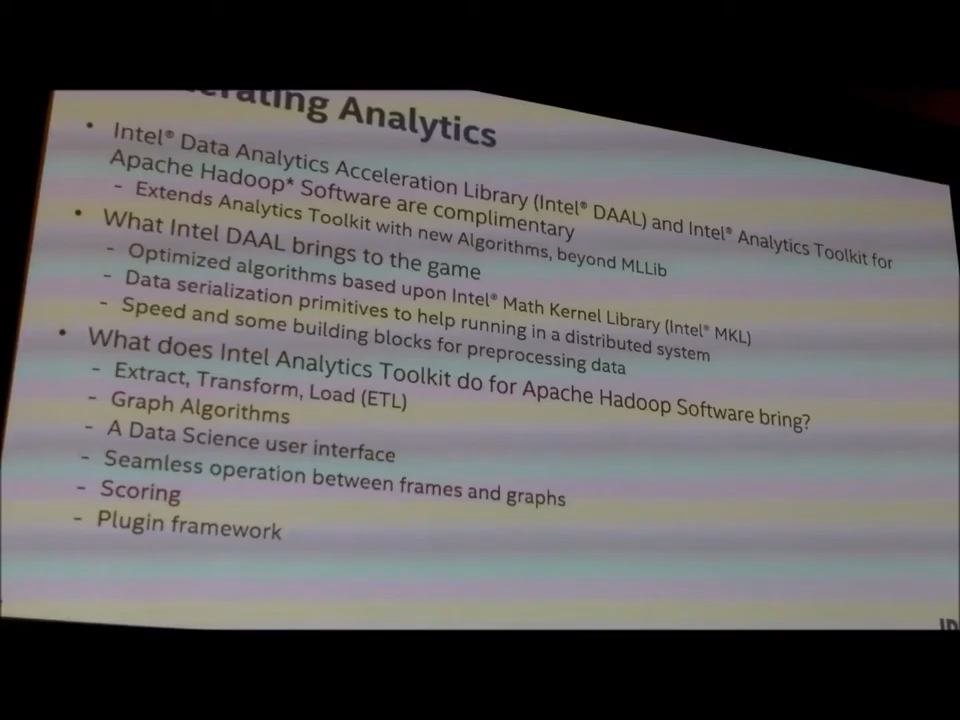 Analytics
• Intel® Data Analytics Acceleration Library (Intel® DAAL) and Intel® Analytics Toolkit for
Apache Hadoop* Software are complimentary
- Extends Analytics Toolkit with new Algorithms, beyond MLLib
• What Intel DAAL brings to the game
- Optimized algorithms based upon Intel® Math Kernel Library (Intel® MKL)
- Data serialization primitives to help running in a distributed system
- Speed and some building blocks for preprocessing data
• What does Intel Analytics Toolkit do for Apache Hadoop Software bring?
- Extract, Transform, Load (ETL)
- Graph Algorithms
- A Data Science user interface
- Seamless operation between frames and graphs
- Scoring
- Plugin framework